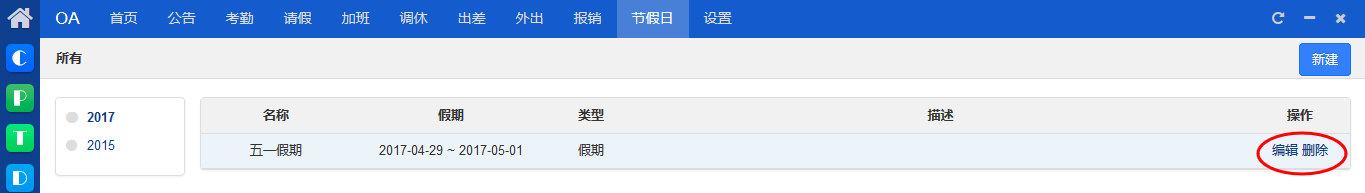 OA 首页 公告 考勤 请假 加班 调休 出差 外出 报销 节假日 设置
C
所有 新建
P
2017 名称 假期 类型 描述 操作
T
2015 五一假期 2017-04-29 ~ 2017-05-01 假期 编辑 删除
D